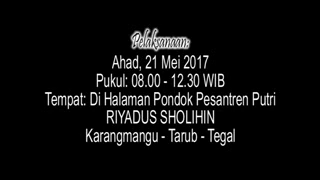 Pelaksanaan:
Ahad, 21 Mei 2017
Pukul: 08.00 - 12.30 WIB
Tempat: Di Halaman Pondok Pesantren Putri
RIYADUS SHOLIHIN
Karangmangu - Tarub - Tegal